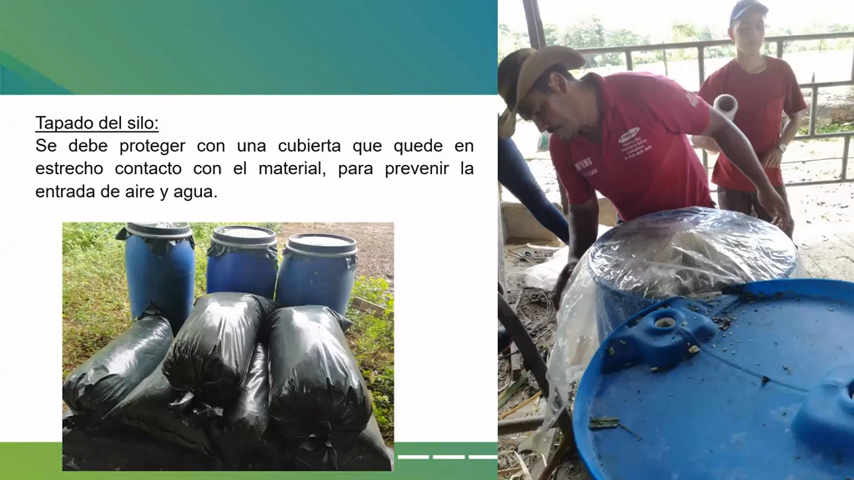 Tapado del silo:
Se debe proteger con una cubierta que quede en
estrecho contacto con el material, para prevenir la
entrada de aire y agua.